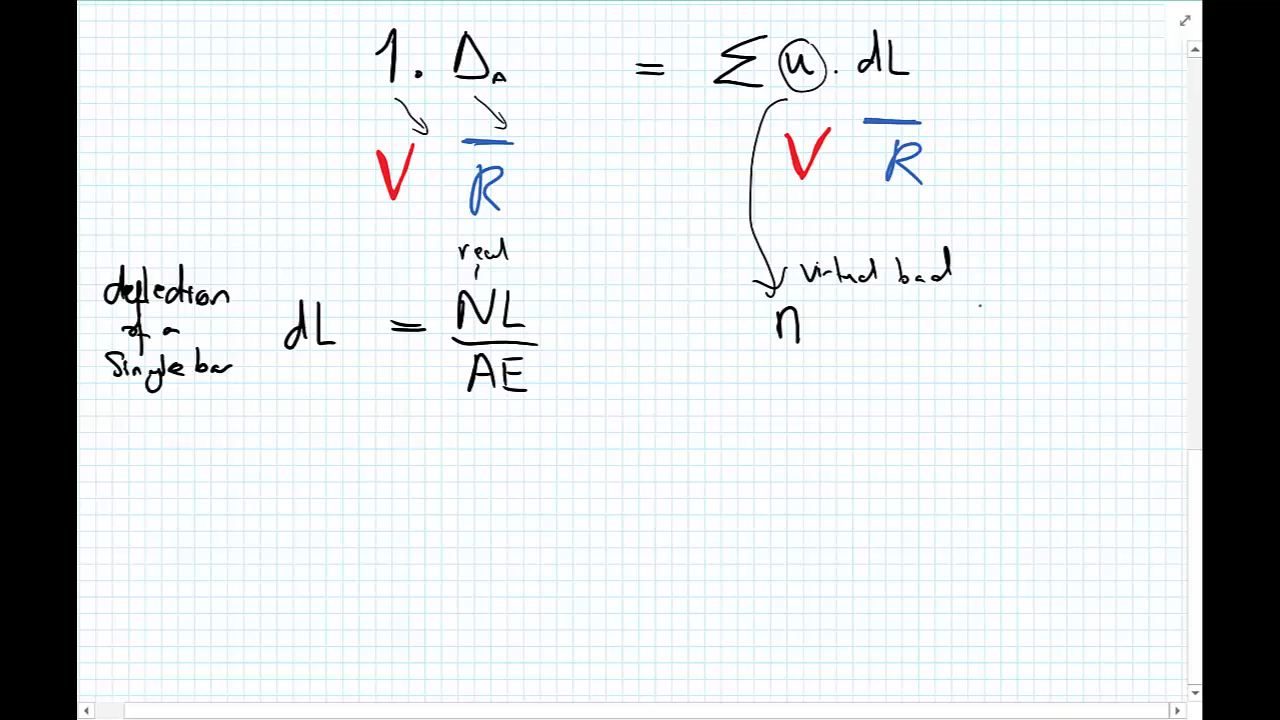 1 . Δ_A = Σ u . dL
V R V R
real
deflection
of a
Single bar
dL = NL / AE
virtual load
n